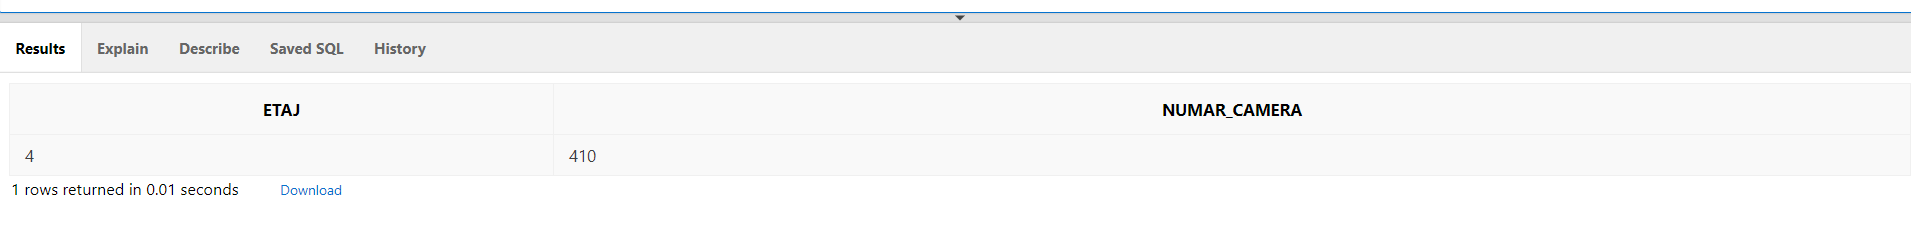 Results Explain Describe Saved SQL History
ETAJ NUMAR_CAMERA
4 410
1 rows returned in 0.01 seconds Download